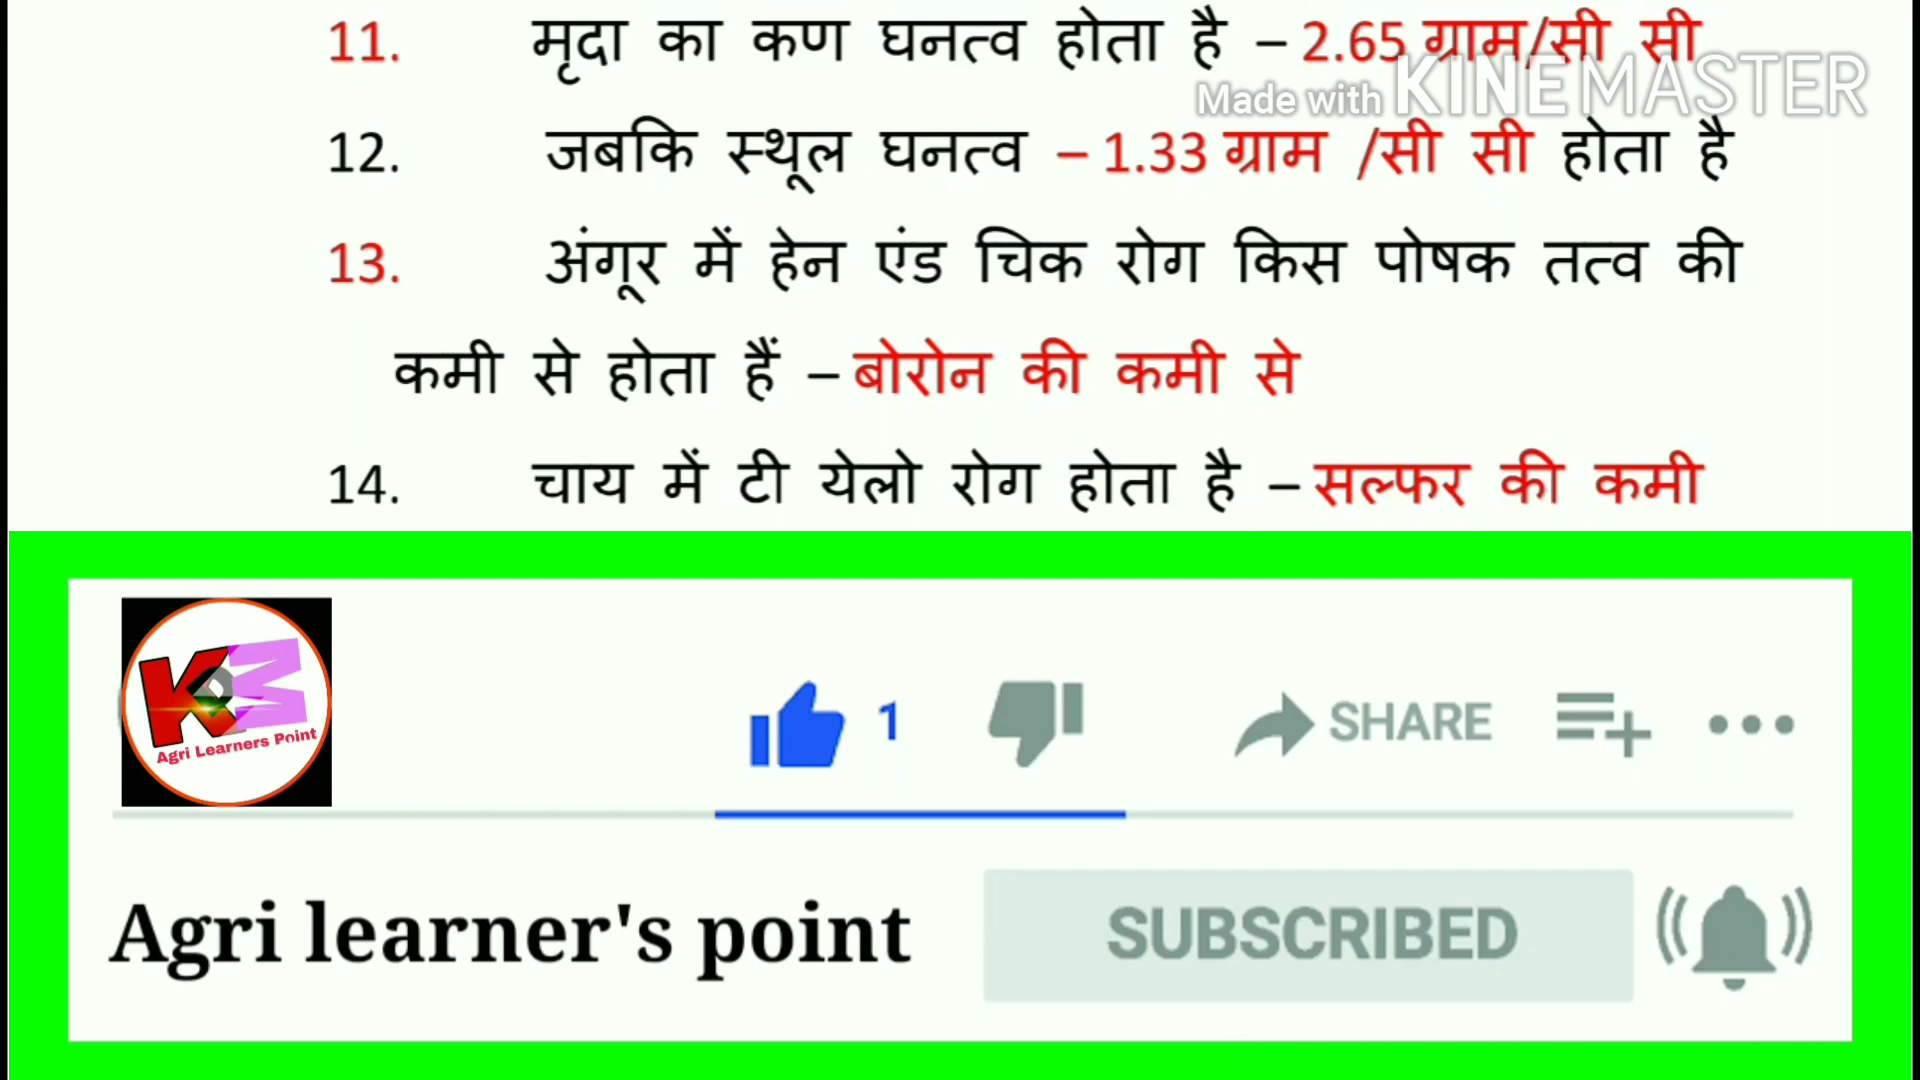 11. मृदा का कण घनत्व होता है – 2.65 ग्राम/सी सी
Made with KINEMASTER
12. जबकि स्थूल घनत्व – 1.33 ग्राम /सी सी होता है
13. अंगूर में हेन एंड चिक रोग किस पोषक तत्व की
कमी से होता हैं – बोरोन की कमी से
14. चाय में टी येलो रोग होता है – सल्फर की कमी
Agri Learners Point
1 SHARE
Agri learner's point SUBSCRIBED